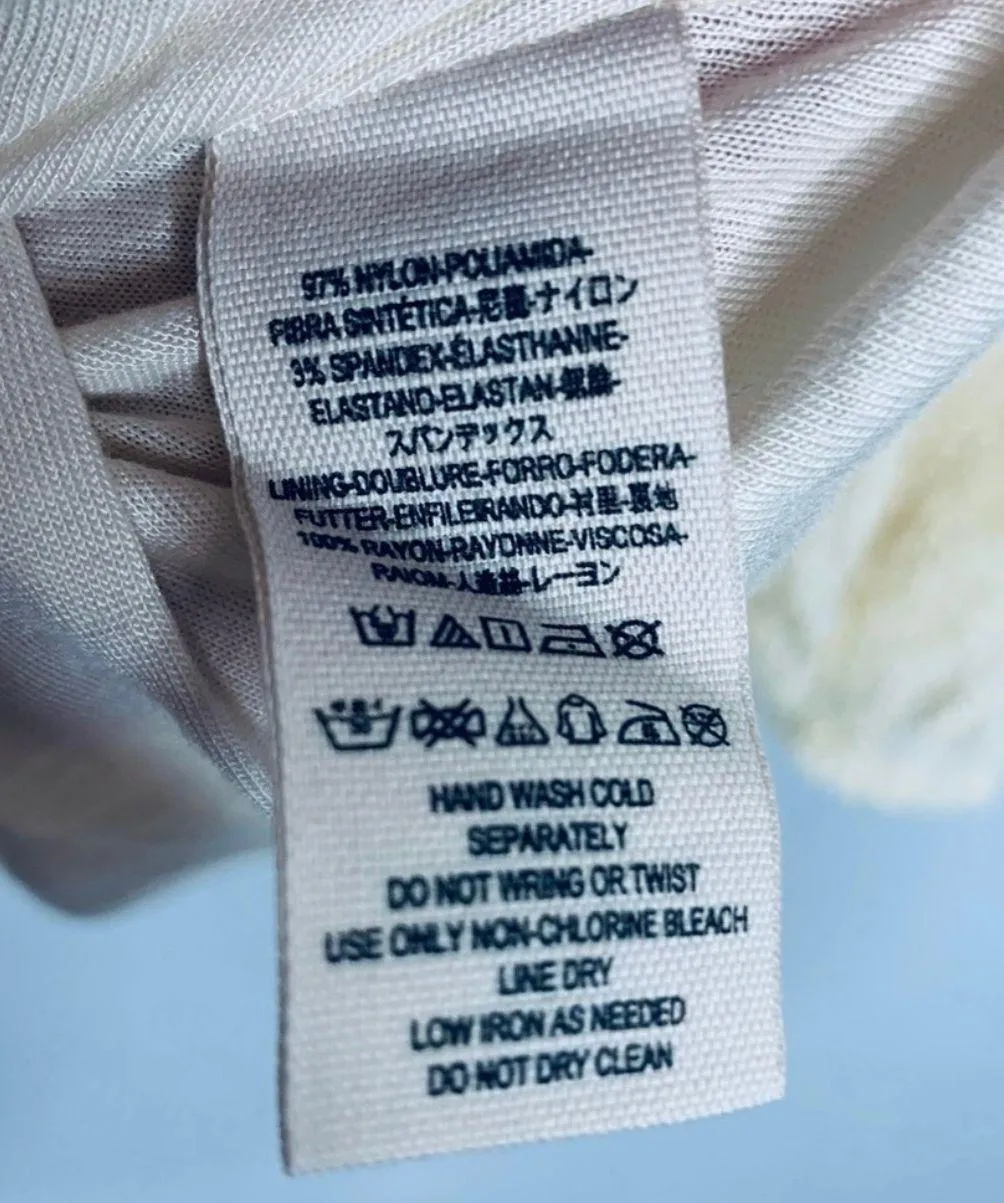 97% NYLON-POLIAMIDA-
FIBRA SINTÉTICA-尼龍-ナイロン
3% SPANDEX-ÉLASTHANNE-
ELASTANO-ELASTAN-
スパンデックス
LINING-DOUBLURE-FORRO-FODERA-
FUTTER-ENFILEIRANDO-衬里-裏地
100% RAYON-RAYONNE-VISCOSA-
RAIOM-人造絲-レーヨン
HAND WASH COLD
SEPARATELY
DO NOT WRING OR TWIST
USE ONLY NON-CHLORINE BLEACH
LINE DRY
LOW IRON AS NEEDED
DO NOT DRY CLEAN